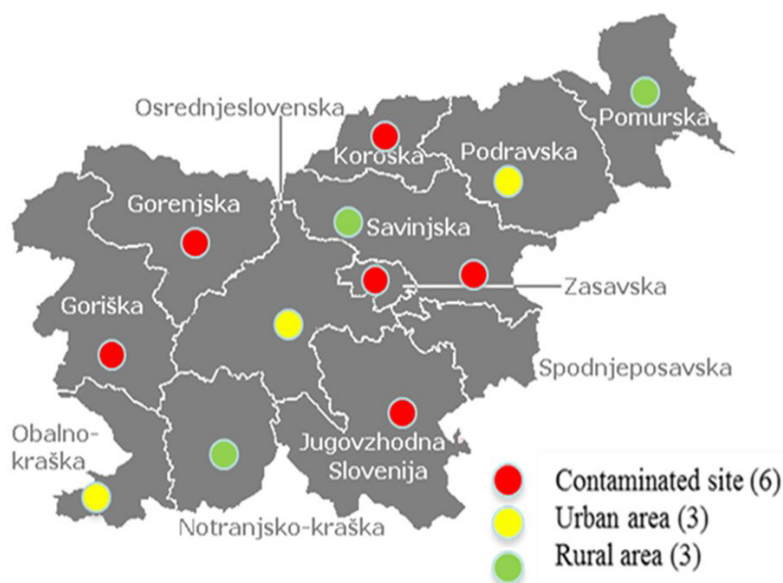 Osrednjeslovenska
Pomurska
Koroška
Podravska
Gorenjska
Savinjska
Goriška
Zasavska
Spodnjeposavska
Obalno-
kraška
Jugovzhodna
Slovenija
Notranjsko-kraška
Contaminated site (6)
Urban area (3)
Rural area (3)